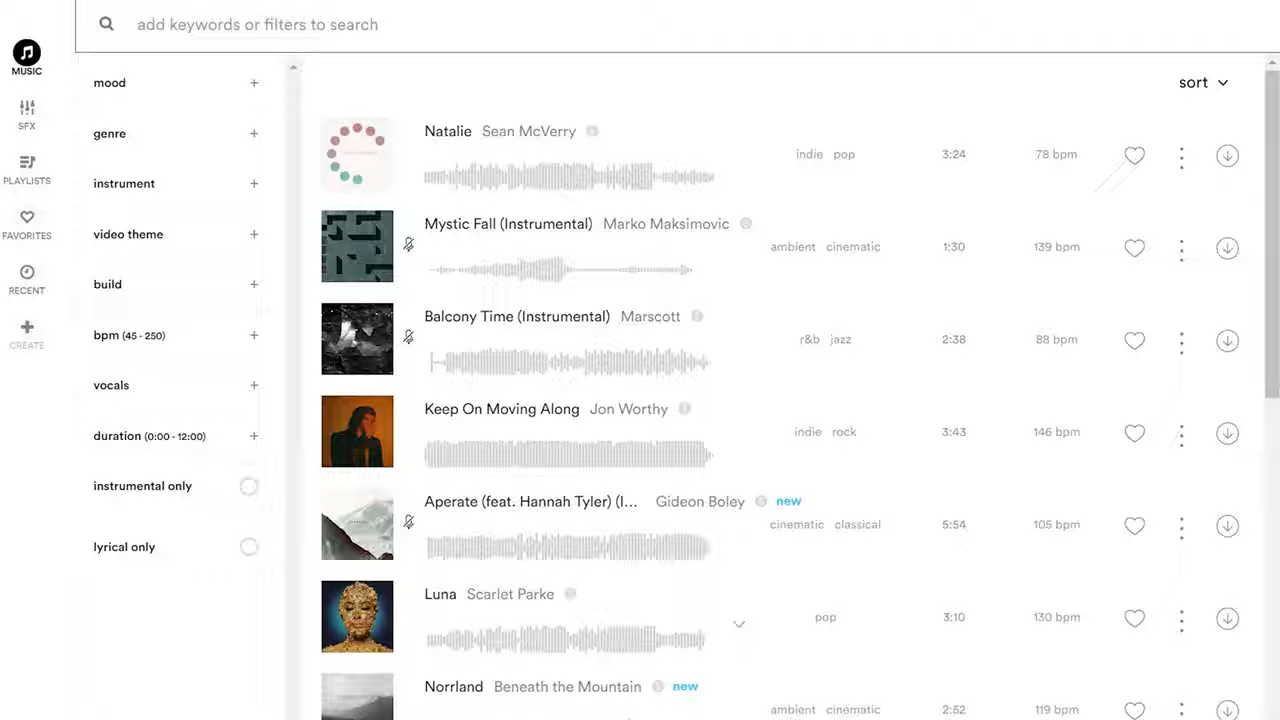 add keywords or filters to search
MUSIC
SFX
PLAYLISTS
FAVORITES
RECENT
CREATE
mood +
genre +
instrument +
video theme +
build +
bpm (45 - 250) +
vocals +
duration (0:00 - 12:00) +
instrumental only
lyrical only
sort
Natalie Sean McVerry
indie pop 3:24 78 bpm
Mystic Fall (Instrumental) Marko Maksimovic
ambient cinematic 1:30 139 bpm
Balcony Time (Instrumental) Marscott
r&b jazz 2:38 88 bpm
Keep On Moving Along Jon Worthy
indie rock 3:43 146 bpm
Aperate (feat. Hannah Tyler) (I... Gideon Boley new
cinematic classical 5:54 105 bpm
Luna Scarlet Parke
pop 3:10 130 bpm
Norrland Beneath the Mountain new
ambient cinematic 2:52 119 bpm